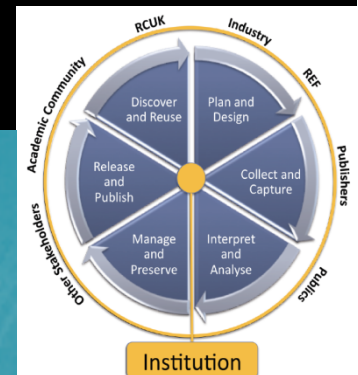 RCUK
Industry
REF
Publishers
Publics
Other Stakeholders
Academic Community
Discover
and Reuse
Plan and
Design
Collect and
Capture
Interpret
and
Analyse
Manage
and
Preserve
Release
and
Publish
Institution